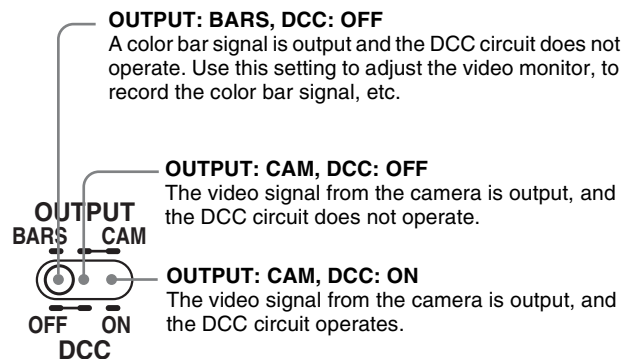 OUTPUT: BARS, DCC: OFF
A color bar signal is output and the DCC circuit does not
operate. Use this setting to adjust the video monitor, to
record the color bar signal, etc.
OUTPUT: CAM, DCC: OFF
The video signal from the camera is output, and
the DCC circuit does not operate.
OUTPUT
BARS CAM
OUTPUT: CAM, DCC: ON
The video signal from the camera is output, and
the DCC circuit operates.
OFF ON
DCC